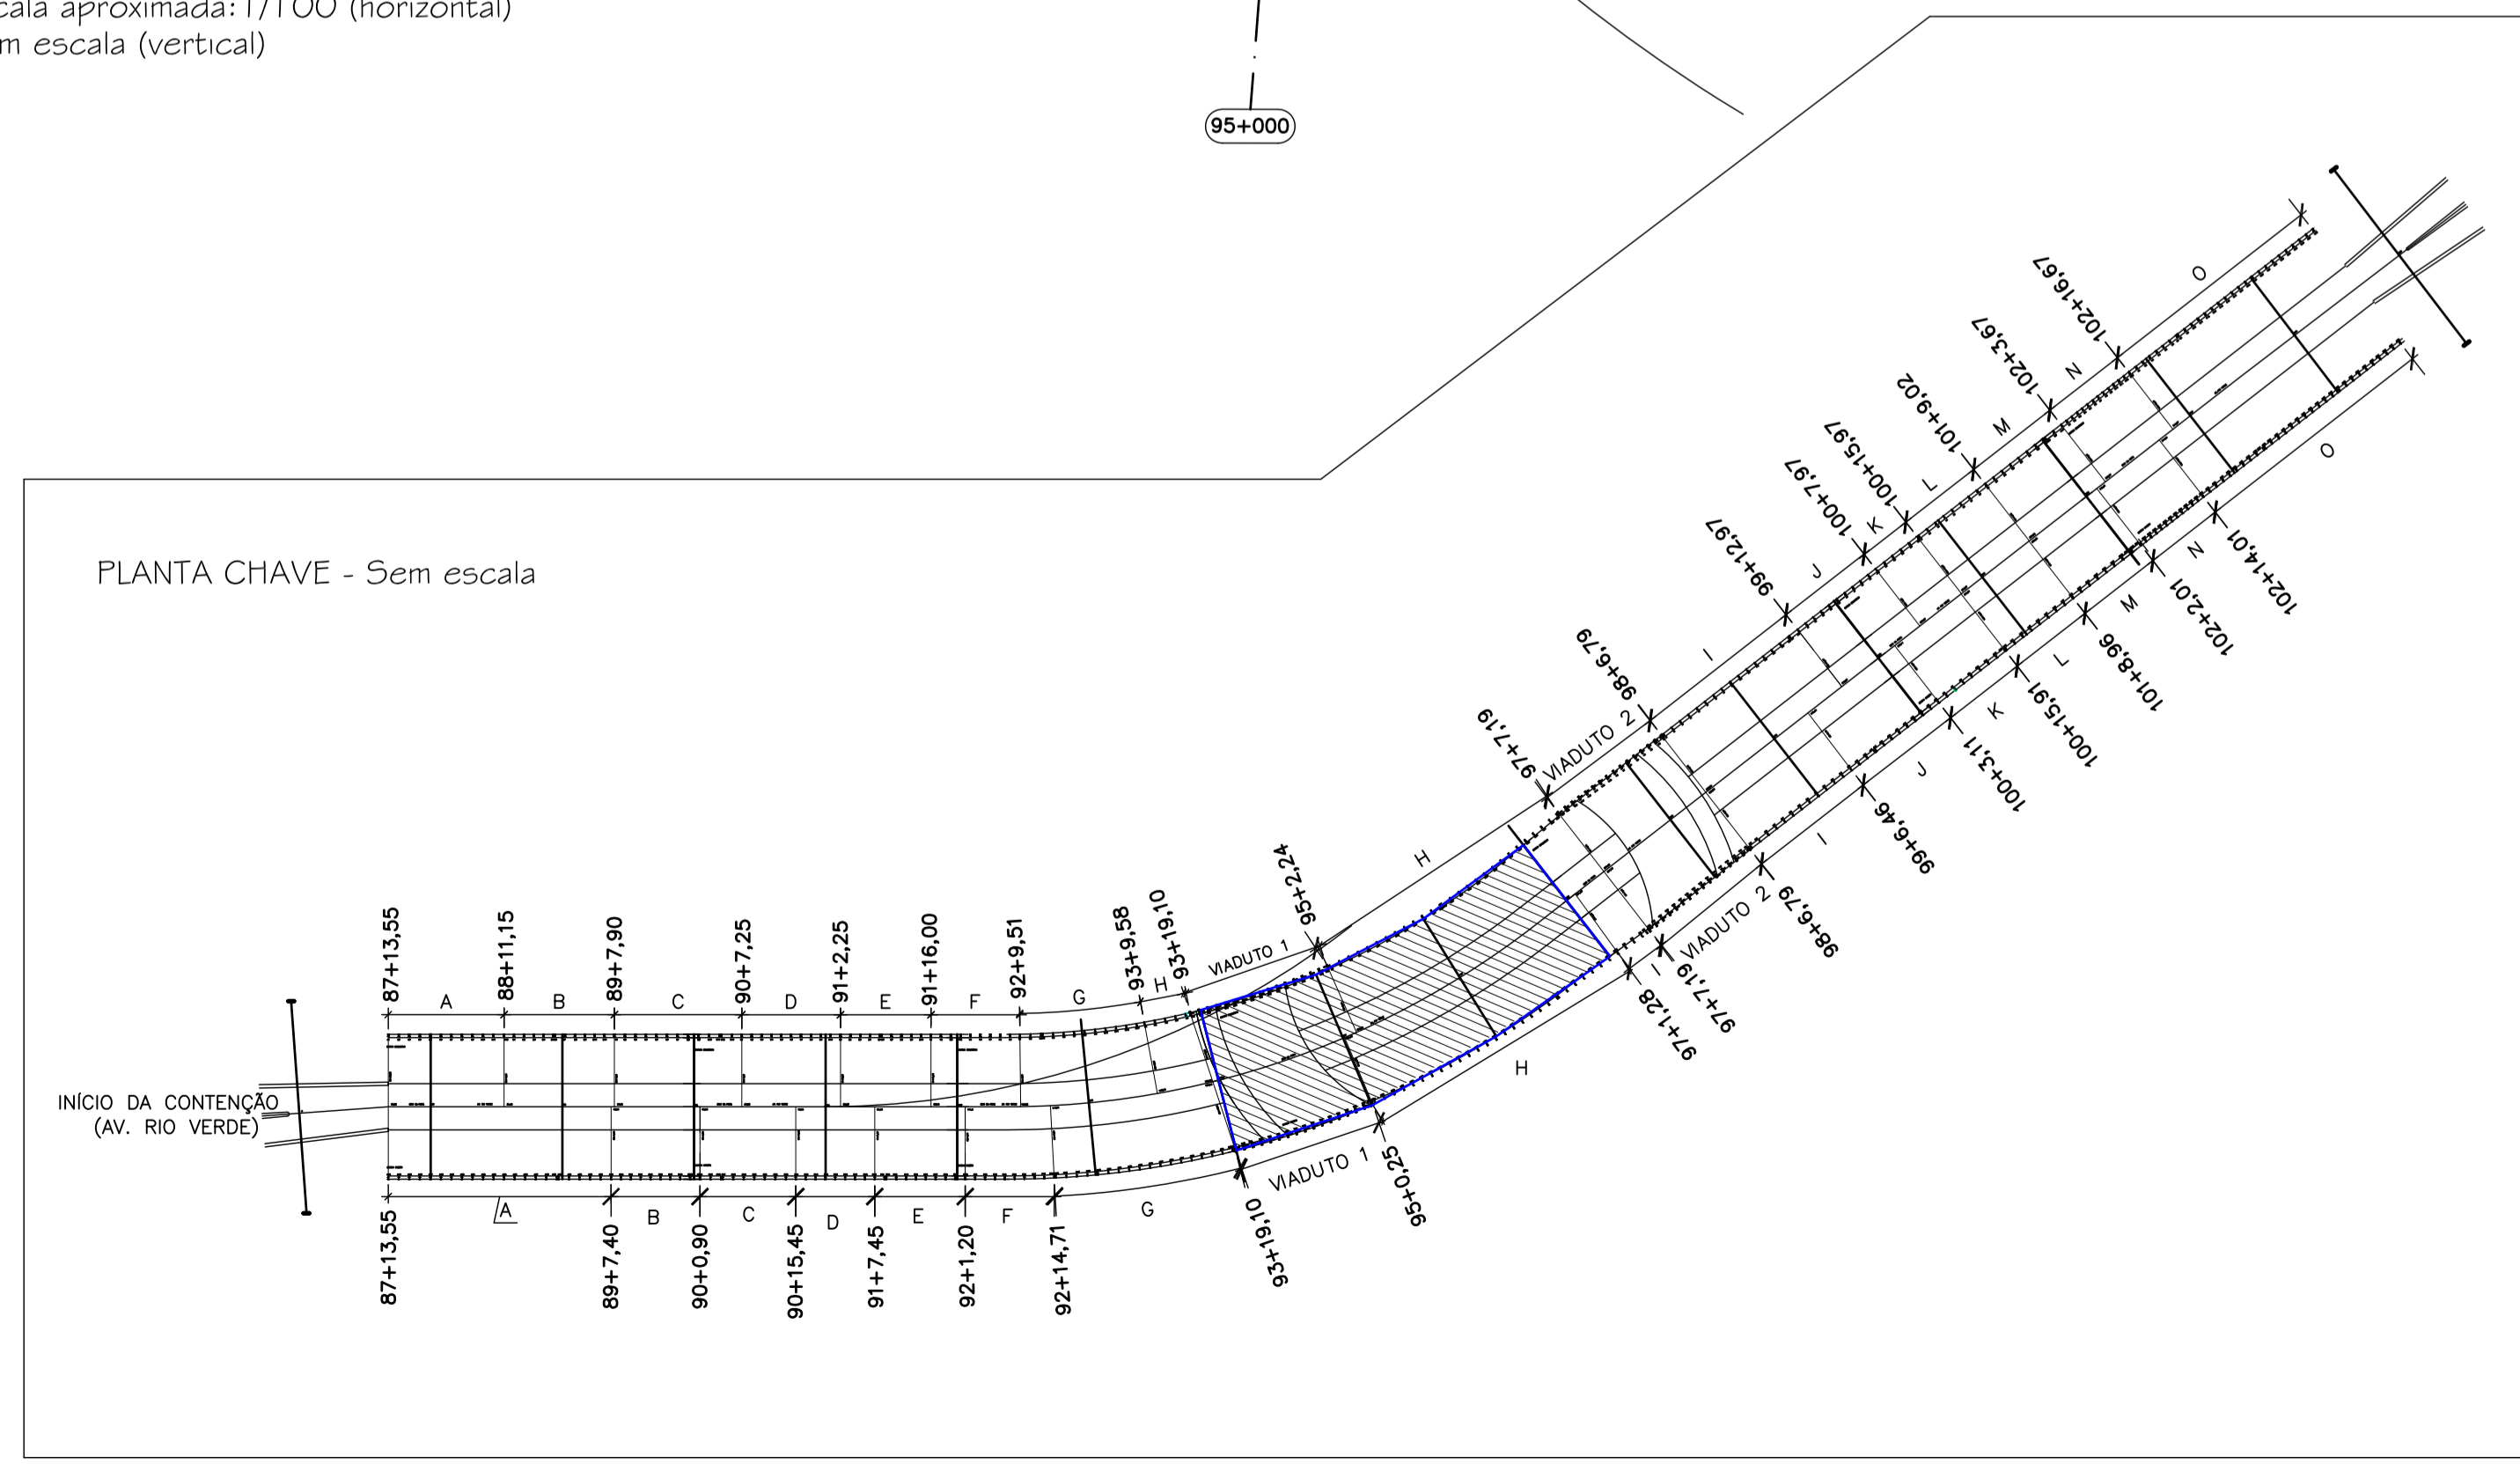 cala aproximada: 1/100 (horizontal)
m escala (vertical)
95+000
PLANTA CHAVE - Sem escala
INÍCIO DA CONTENÇÃO
(AV. RIO VERDE)
87+13,55
A
88+11,15
B
89+7,90
C
90+7,25
D
91+2,25
E
91+16,00
F
92+9,51
G
93+9,58
H
93+19,10
VIADUTO 1
95+2,24
H
97+7,19
VIADUTO 2
98+6,79
I
99+12,97
J
100+7,97
K
100+15,97
L
101+9,02
M
102+3,67
N
102+16,67
O
87+13,55
A
89+7,40
B
90+0,90
C
90+15,45
D
91+7,45
E
92+1,20
F
92+14,71
G
93+19,10
VIADUTO 1
95+0,25
H
97+1,28
I
97+7,19
VIADUTO 2
98+6,79
I
99+6,46
J
100+3,11
K
100+15,91
L
101+8,96
M
102+2,01
N
102+14,01
O